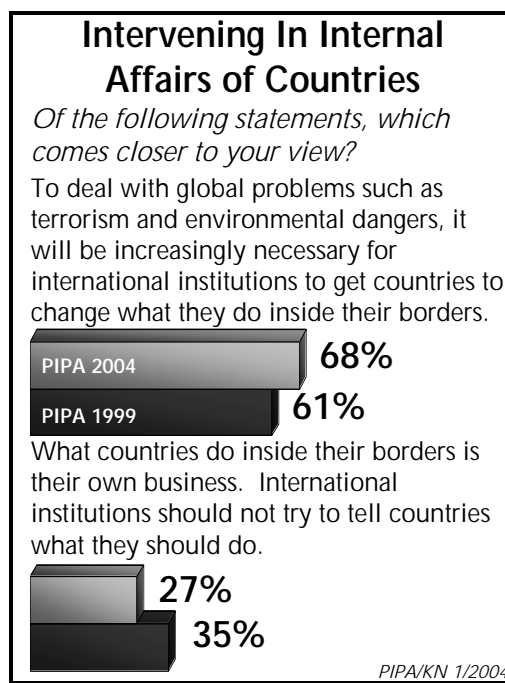 Intervening In Internal
Affairs of Countries
Of the following statements, which
comes closer to your view?
To deal with global problems such as
terrorism and environmental dangers, it
will be increasingly necessary for
international institutions to get countries to
change what they do inside their borders.
PIPA 2004 68%
PIPA 1999 61%
What countries do inside their borders is
their own business. International
institutions should not try to tell countries
what they should do.
27%
35%
PIPA/KN 1/2004